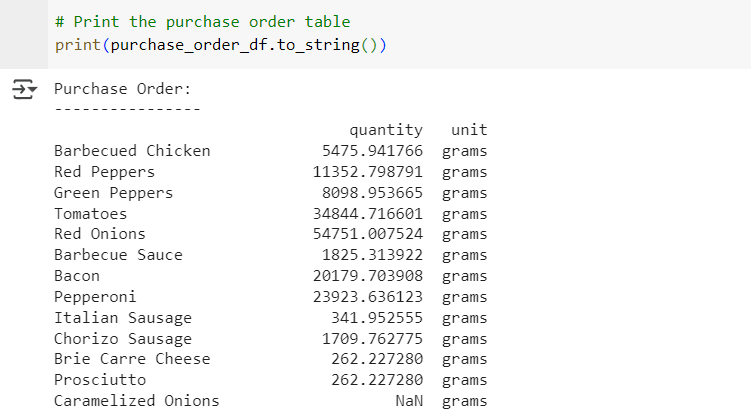 # Print the purchase order table
print(purchase_order_df.to_string())
Purchase Order:
----------------
quantity unit
Barbecued Chicken 5475.941766 grams
Red Peppers 11352.798791 grams
Green Peppers 8098.953665 grams
Tomatoes 34844.716601 grams
Red Onions 54751.007524 grams
Barbecue Sauce 1825.313922 grams
Bacon 20179.703908 grams
Pepperoni 23923.636123 grams
Italian Sausage 341.952555 grams
Chorizo Sausage 1709.762775 grams
Brie Carre Cheese 262.227280 grams
Prosciutto 262.227280 grams
Caramelized Onions NaN grams